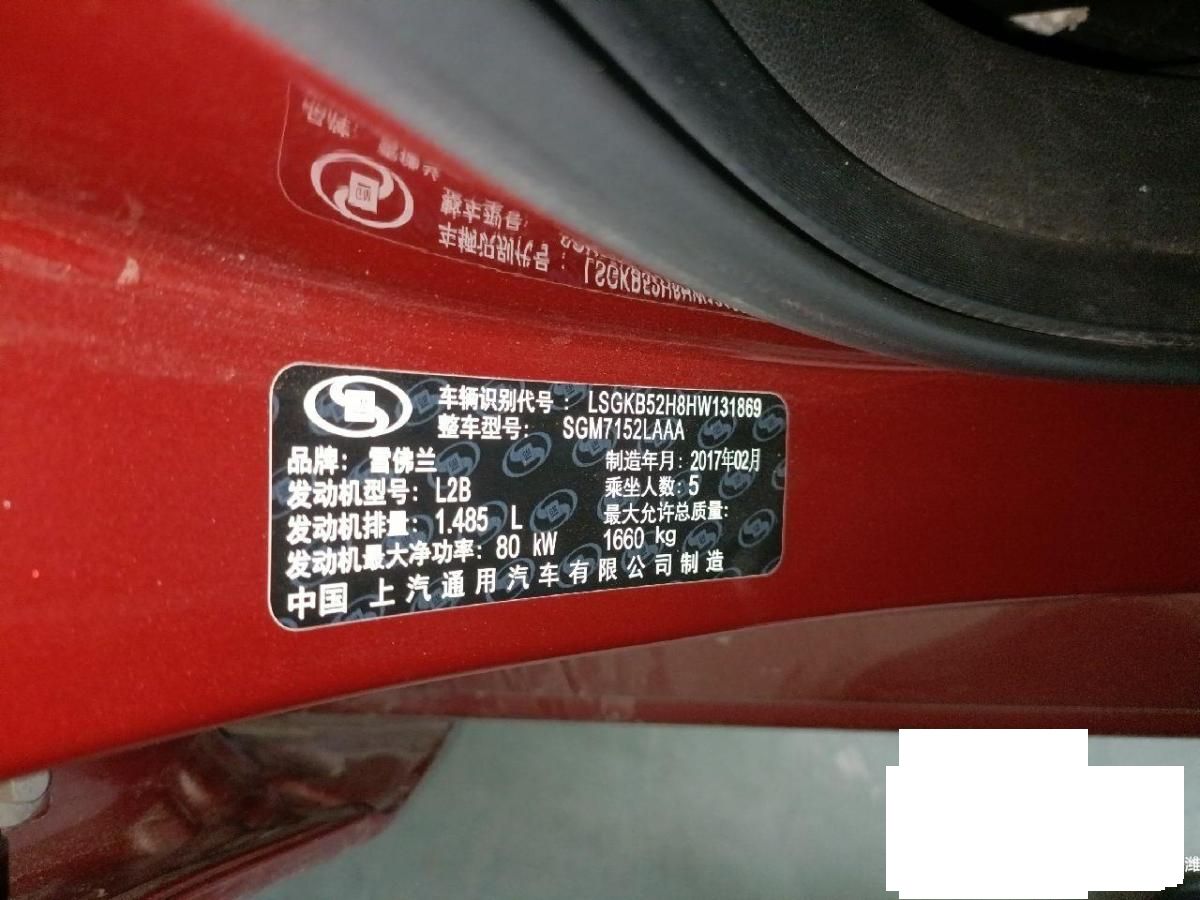 车辆识别代号：LSGKB52H8HW131869
整车型号：SGM7152LAAA
品牌：雪佛兰
制造年月：2017年02月
发动机型号：L2B
乘坐人数：5
发动机排量：1.485 L
最大允许总质量：
1660 kg
发动机最大净功率：80 kW
中国 上汽通用汽车有限公司制造
潍